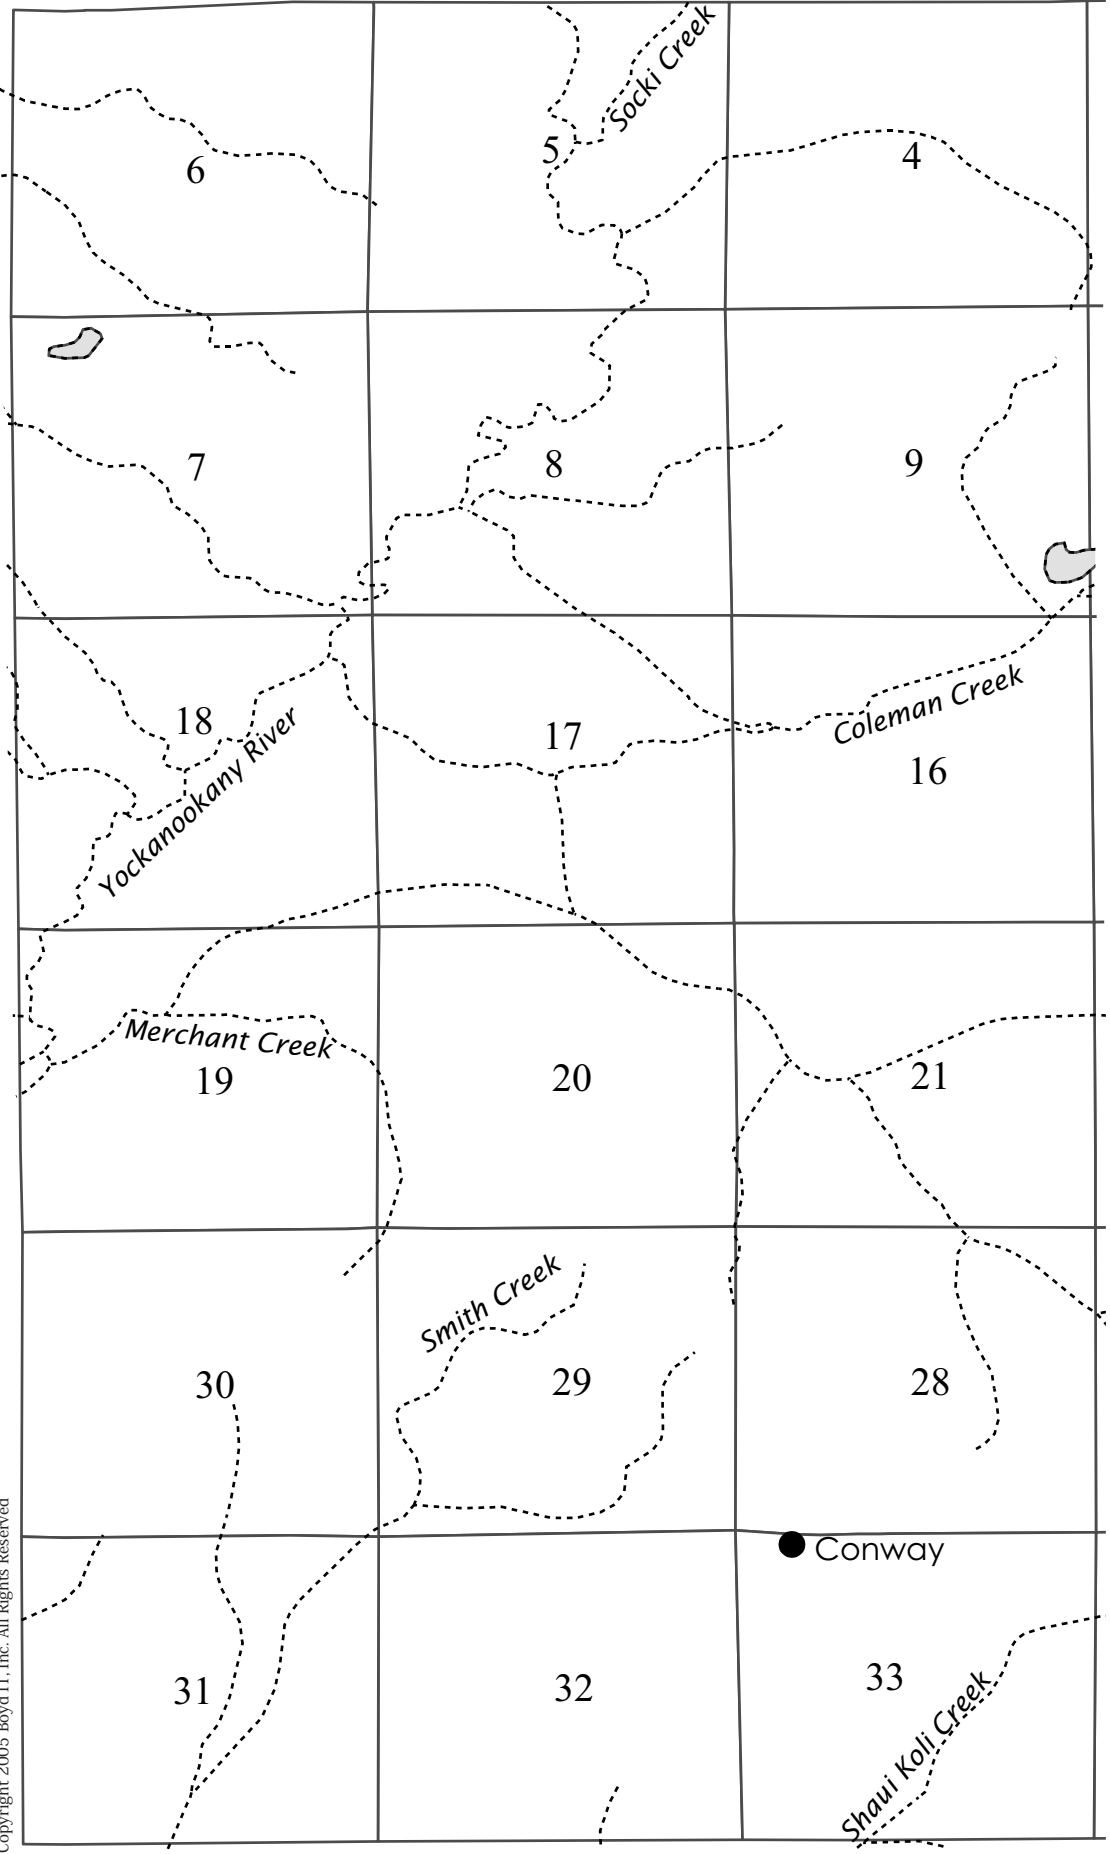 Socki Creek
6
5
4
7
8
9
18
Yockanookany River
17
Coleman Creek
16
Merchant Creek
19
20
21
Smith Creek
30
29
28
Conway
31
32
33
Shaui Koli Creek
Copyright 2005 Boyd IT, Inc. All Rights Reserved